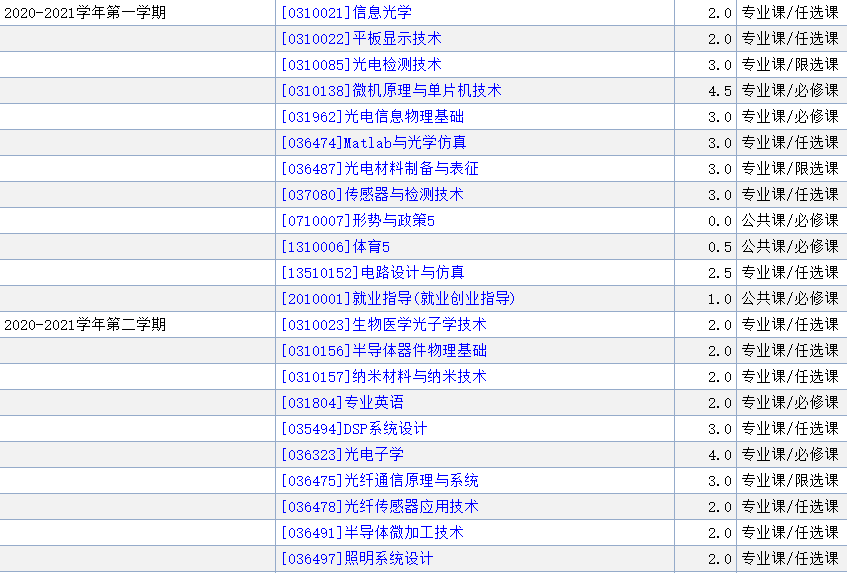 2020-2021学年第一学期 [0310021]信息光学 2.0 专业课/任选课
[0310022]平板显示技术 2.0 专业课/任选课
[0310085]光电检测技术 3.0 专业课/限选课
[0310138]微机原理与单片机技术 4.5 专业课/必修课
[031962]光电信息物理基础 3.0 专业课/必修课
[036474]Matlab与光学仿真 3.0 专业课/任选课
[036487]光电材料制备与表征 3.0 专业课/限选课
[037080]传感器与检测技术 3.0 专业课/任选课
[0710007]形势与政策5 0.0 公共课/必修课
[1310006]体育5 0.5 公共课/必修课
[13510152]电路设计与仿真 2.5 专业课/任选课
[2010001]就业指导(就业创业指导) 1.0 公共课/必修课
2020-2021学年第二学期 [0310023]生物医学光子学技术 2.0 专业课/任选课
[0310156]半导体器件物理基础 2.0 专业课/任选课
[0310157]纳米材料与纳米技术 2.0 专业课/任选课
[031804]专业英语 2.0 专业课/必修课
[035494]DSP系统设计 3.0 专业课/任选课
[036323]光电子学 4.0 专业课/必修课
[036475]光纤通信原理与系统 3.0 专业课/限选课
[036478]光纤传感器应用技术 2.0 专业课/任选课
[036491]半导体微加工技术 2.0 专业课/任选课
[036497]照明系统设计 2.0 专业课/任选课